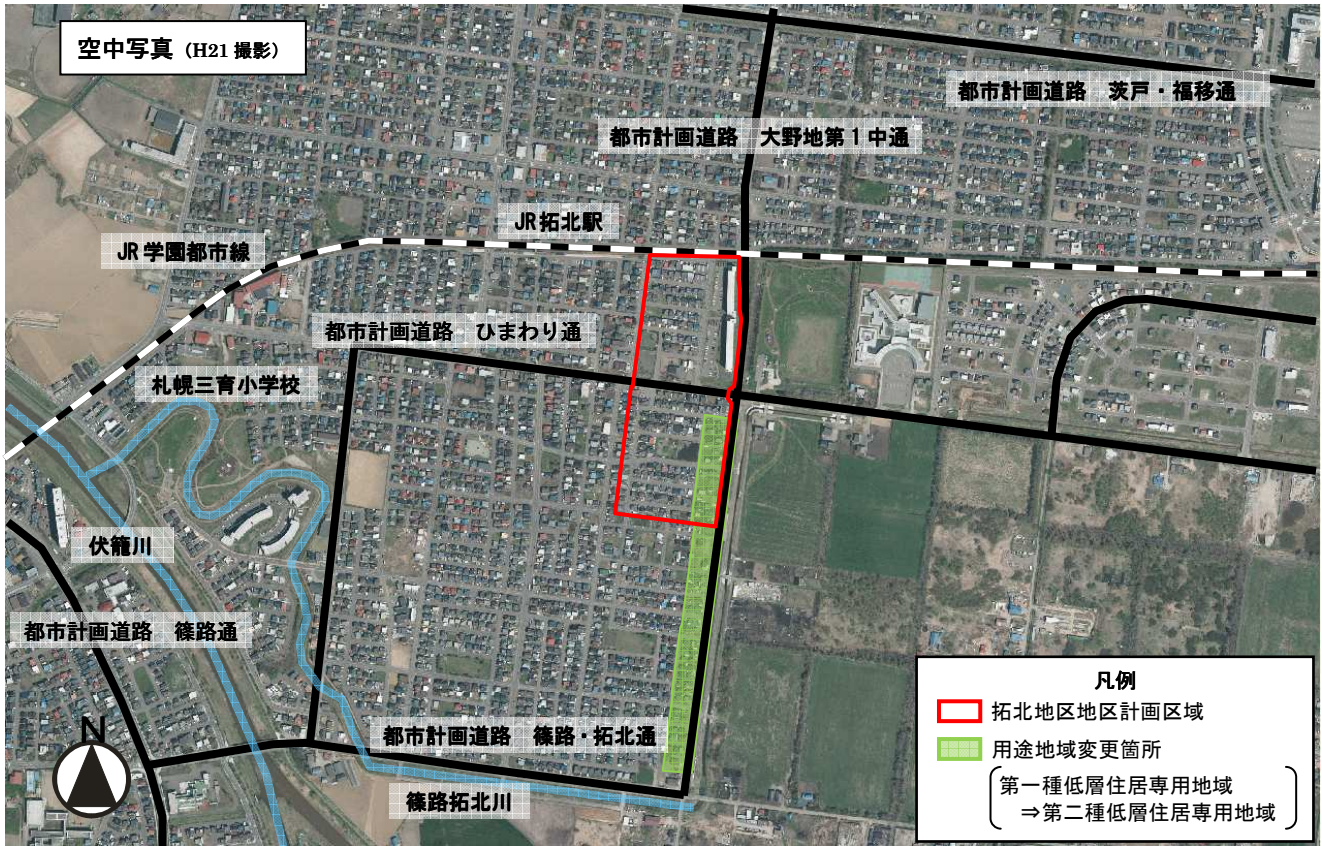 空中写真 (H21 撮影)
都市計画道路 茨戸・福移通
都市計画道路 大野地第1中通
JR拓北駅
JR学園都市線
都市計画道路 ひまわり通
札幌三育小学校
伏籠川
都市計画道路 篠路通
都市計画道路 篠路・拓北通
篠路拓北川
N
凡例
拓北地区地区計画区域
用途地域変更箇所
第一種低層住居専用地域
⇒第二種低層住居専用地域